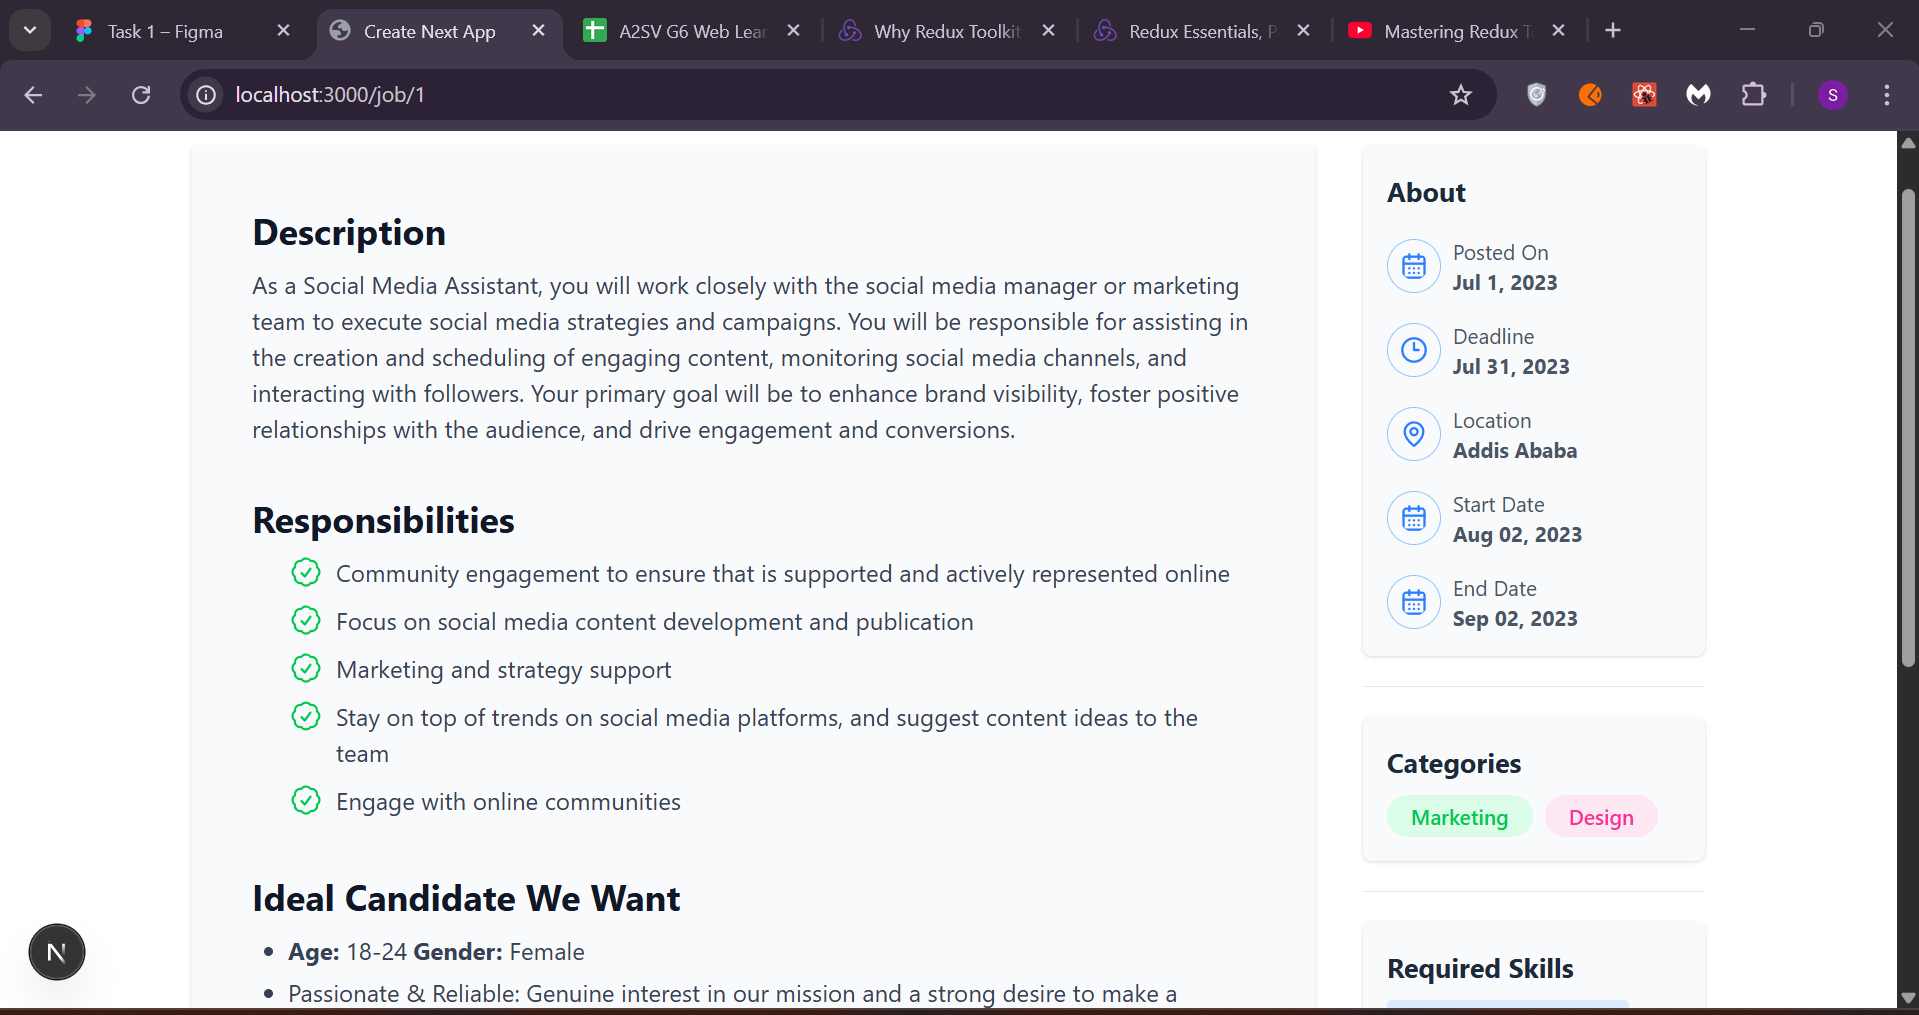 Task 1 – Figma
Create Next App
A2SV G6 Web Lear
Why Redux Toolkit
Redux Essentials, P
Mastering Redux T
localhost:3000/job/1
S
Description
As a Social Media Assistant, you will work closely with the social media manager or marketing
team to execute social media strategies and campaigns. You will be responsible for assisting in
the creation and scheduling of engaging content, monitoring social media channels, and
interacting with followers. Your primary goal will be to enhance brand visibility, foster positive
relationships with the audience, and drive engagement and conversions.
Responsibilities
Community engagement to ensure that is supported and actively represented online
Focus on social media content development and publication
Marketing and strategy support
Stay on top of trends on social media platforms, and suggest content ideas to the
team
Engage with online communities
Ideal Candidate We Want
Age: 18-24 Gender: Female
Passionate & Reliable: Genuine interest in our mission and a strong desire to make a
N
About
Posted On
Jul 1, 2023
Deadline
Jul 31, 2023
Location
Addis Ababa
Start Date
Aug 02, 2023
End Date
Sep 02, 2023
Categories
Marketing
Design
Required Skills